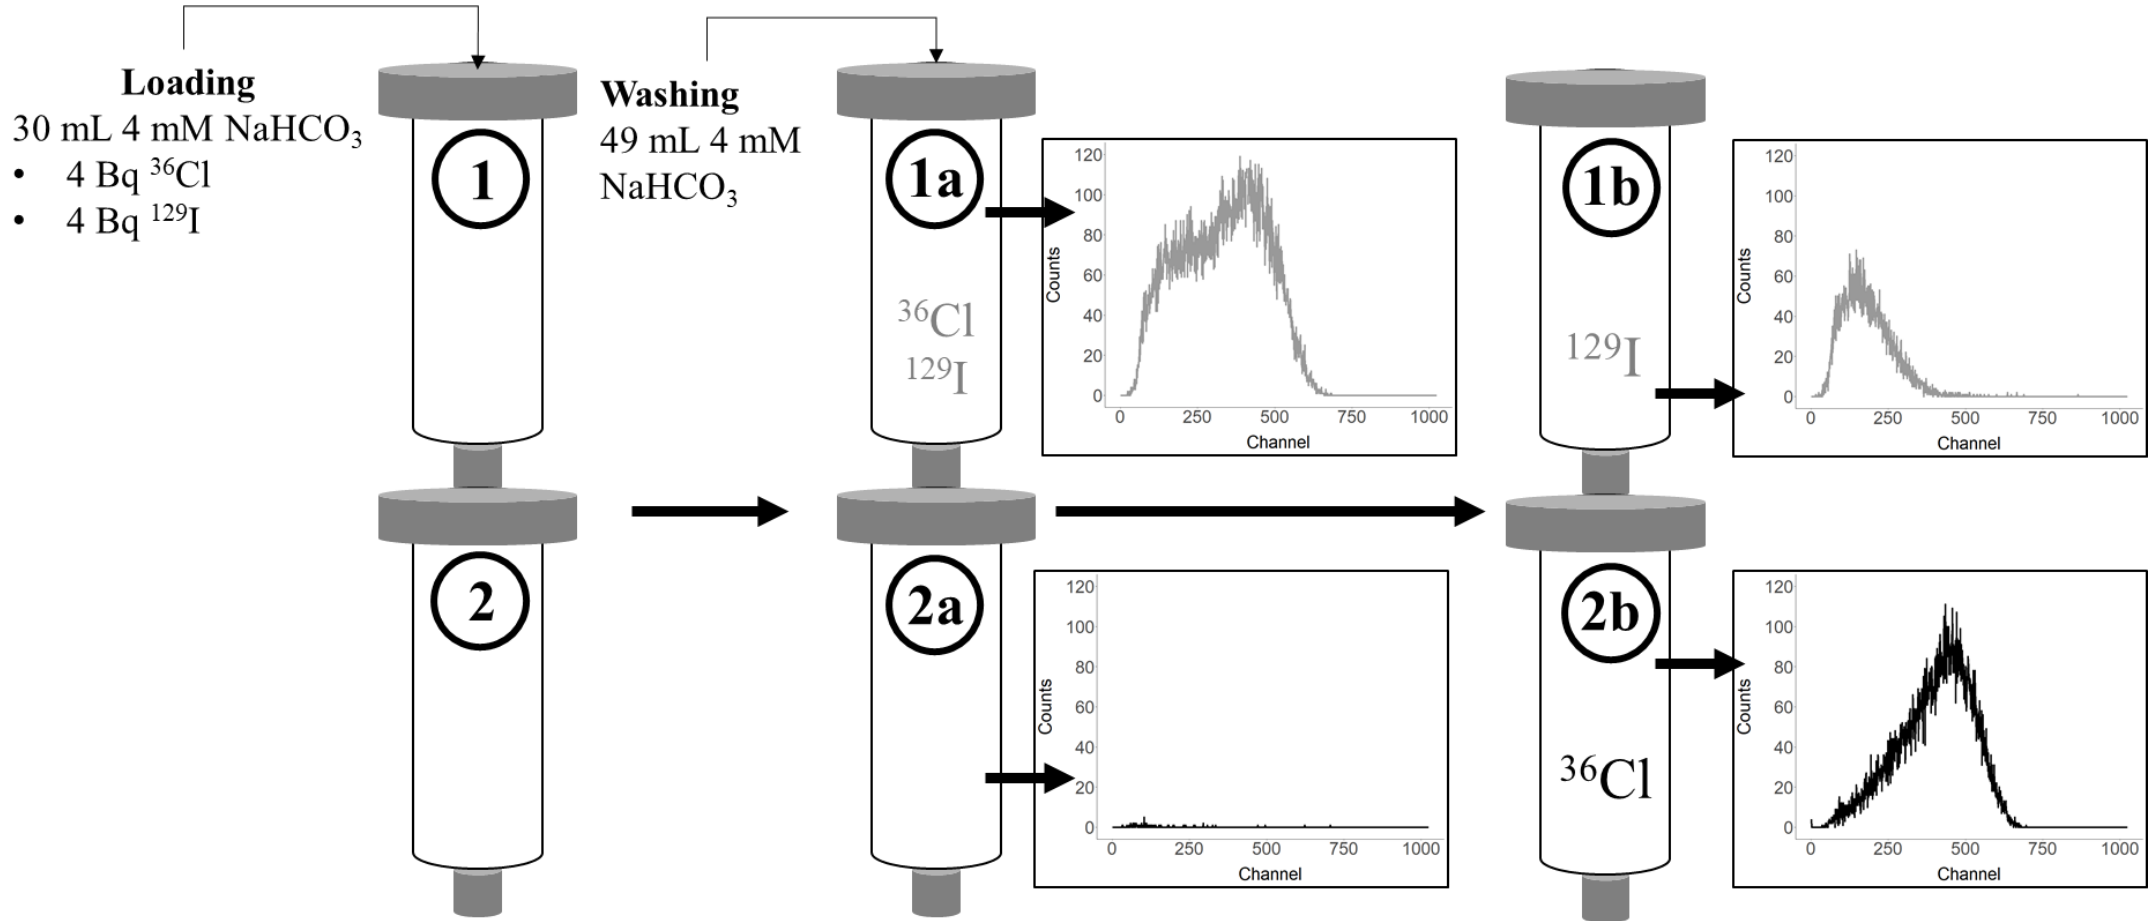 Loading
30 mL 4 mM NaHCO₃
• 4 Bq ³⁶Cl
• 4 Bq ¹²⁹I
Washing
49 mL 4 mM
NaHCO₃
1
2
1a
³⁶Cl
¹²⁹I
2a
1b
¹²⁹I
2b
³⁶Cl
Counts
120
100
80
60
40
20
0
0 250 500 750 1000
Channel
Counts
120
100
80
60
40
20
0
0 250 500 750 1000
Channel
Counts
120
100
80
60
40
20
0
0 250 500 750 1000
Channel
Counts
120
100
80
60
40
20
0
0 250 500 750 1000
Channel